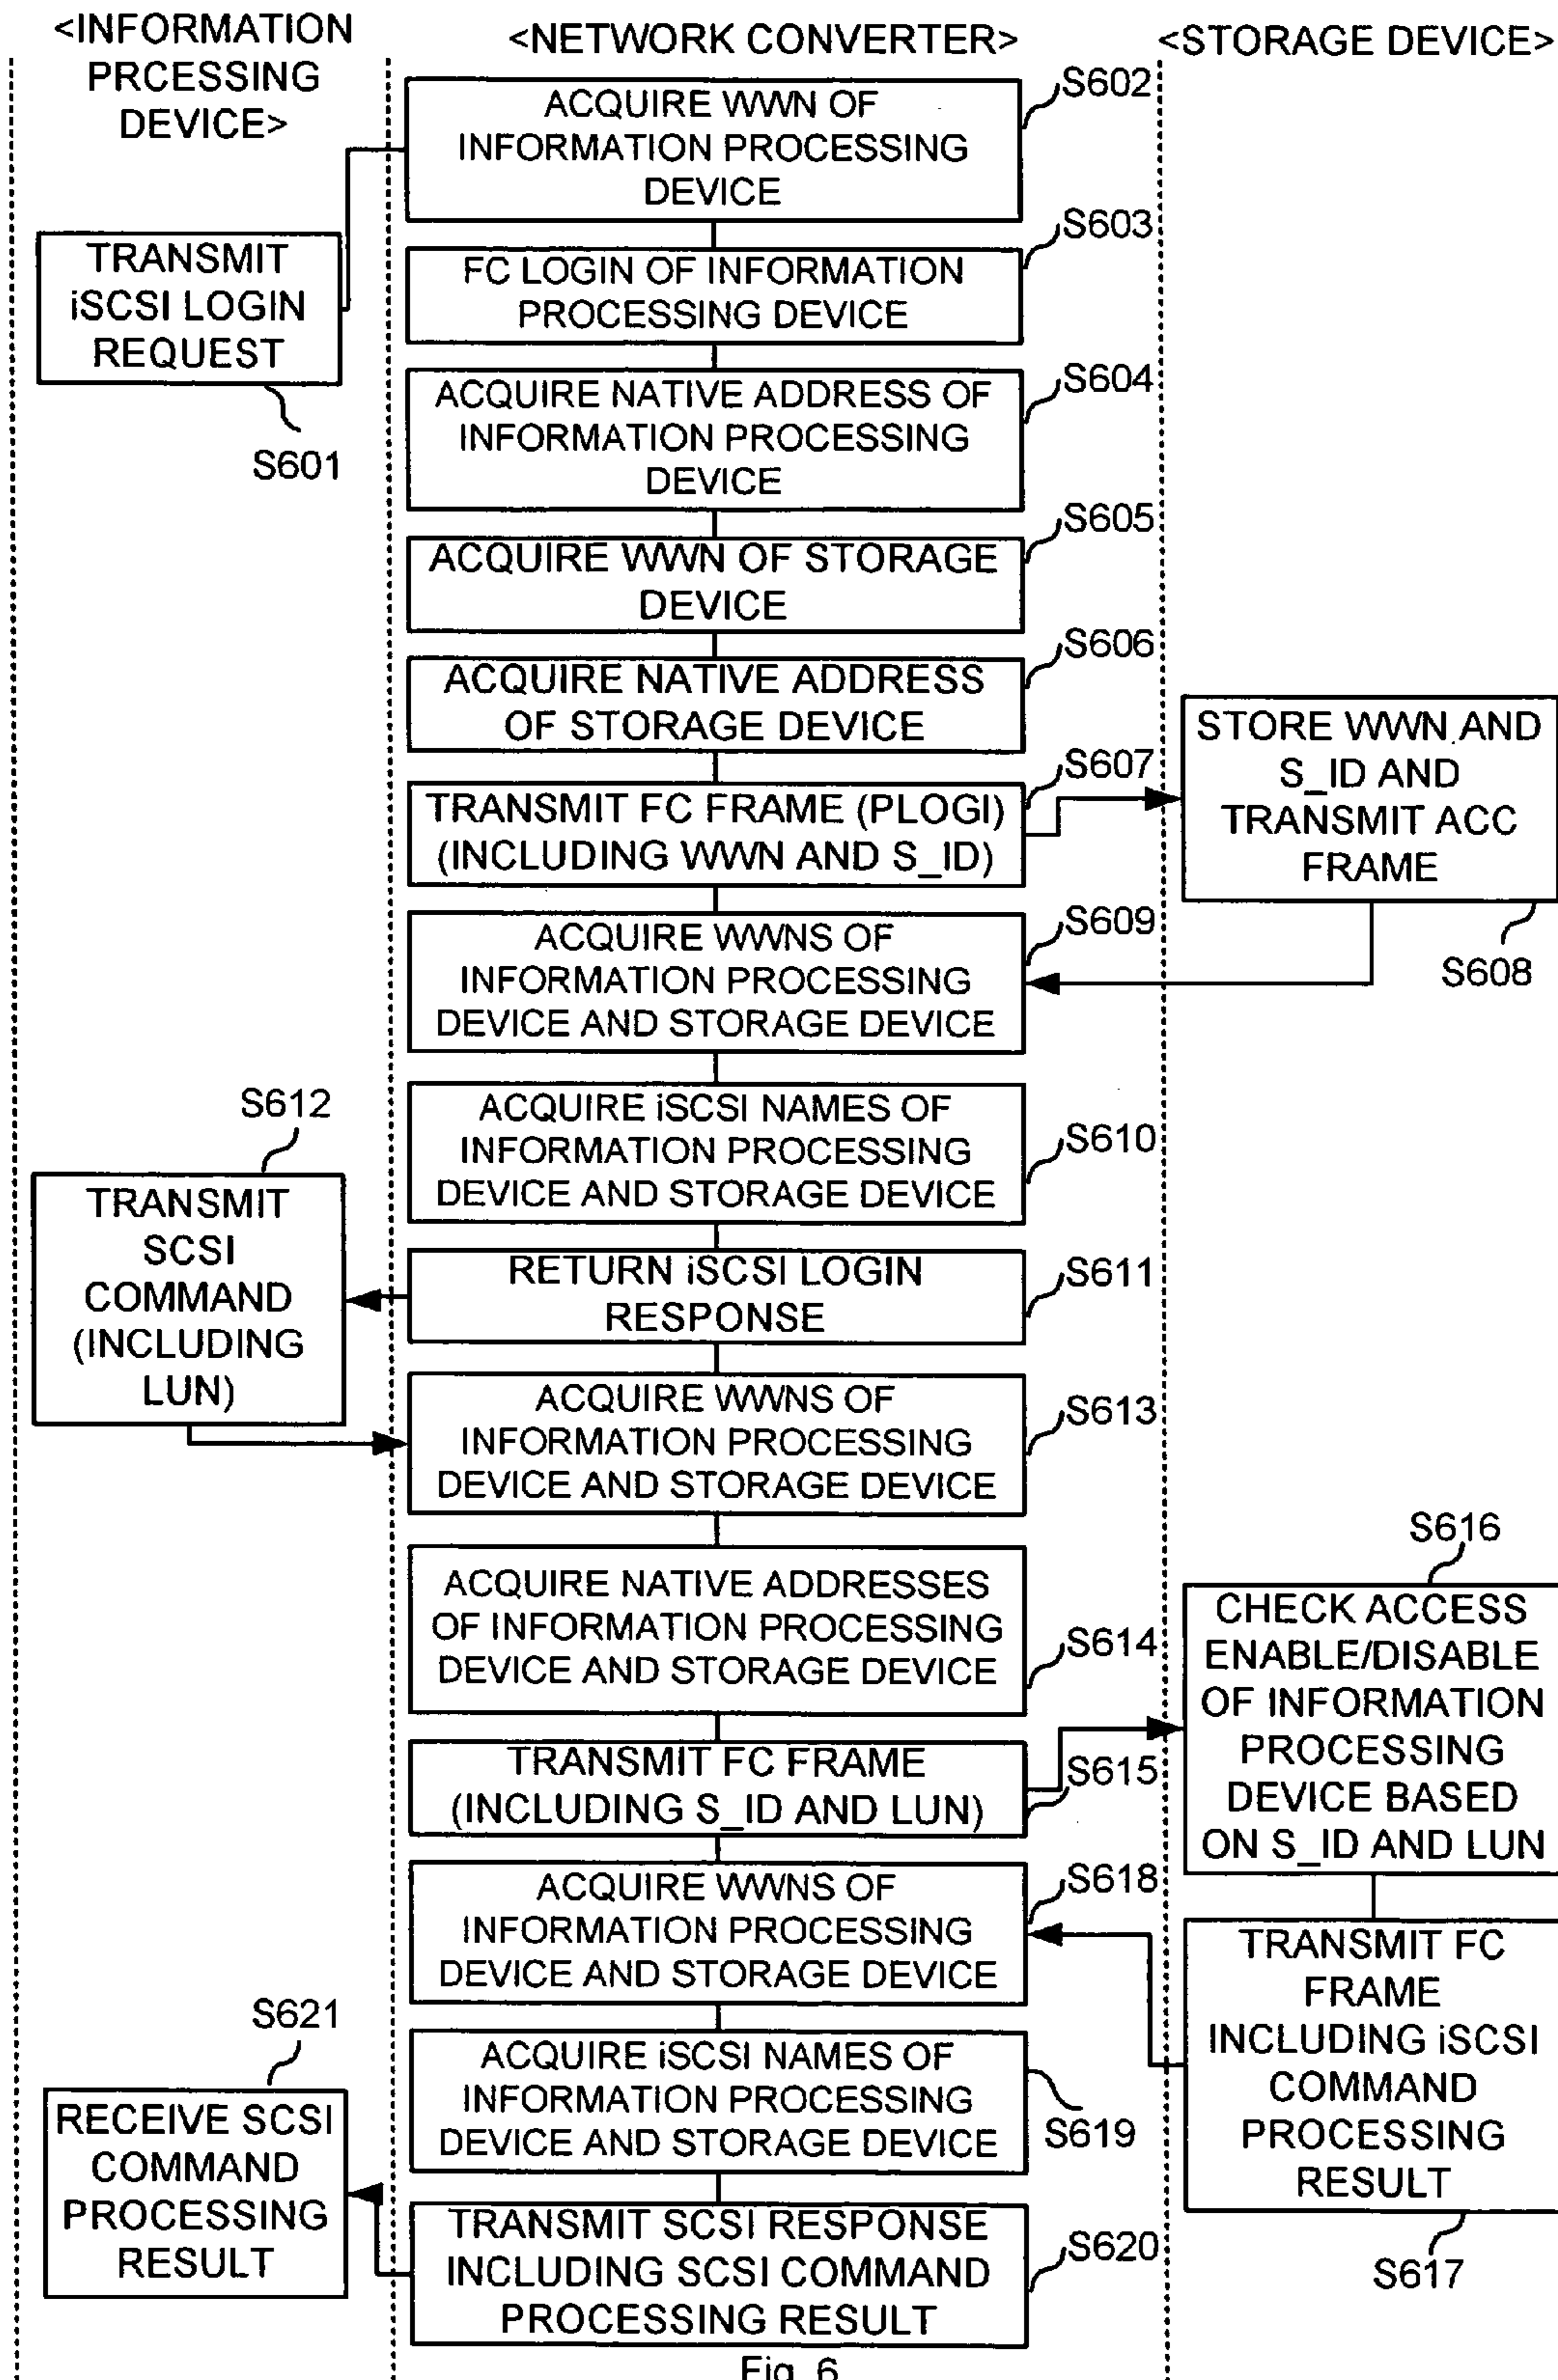 <INFORMATION
PRCESSING
DEVICE>
<NETWORK CONVERTER>
<STORAGE DEVICE>
ACQUIRE WWN OF
INFORMATION PROCESSING
DEVICE
S602
TRANSMIT
iSCSI LOGIN
REQUEST
S601
FC LOGIN OF INFORMATION
PROCESSING DEVICE
S603
ACQUIRE NATIVE ADDRESS OF
INFORMATION PROCESSING
DEVICE
S604
ACQUIRE WWN OF STORAGE
DEVICE
S605
ACQUIRE NATIVE ADDRESS
OF STORAGE DEVICE
S606
TRANSMIT FC FRAME (PLOGI)
(INCLUDING WWN AND S_ID)
S607
STORE WWN AND
S_ID AND
TRANSMIT ACC
FRAME
S608
ACQUIRE WWNS OF
INFORMATION PROCESSING
DEVICE AND STORAGE DEVICE
S609
ACQUIRE iSCSI NAMES OF
INFORMATION PROCESSING
DEVICE AND STORAGE DEVICE
S610
RETURN iSCSI LOGIN
RESPONSE
S611
S612
TRANSMIT
SCSI
COMMAND
(INCLUDING
LUN)
ACQUIRE WWNS OF
INFORMATION PROCESSING
DEVICE AND STORAGE DEVICE
S613
ACQUIRE NATIVE ADDRESSES
OF INFORMATION PROCESSING
DEVICE AND STORAGE DEVICE
S614
TRANSMIT FC FRAME
(INCLUDING S_ID AND LUN)
S615
S616
CHECK ACCESS
ENABLE/DISABLE
OF INFORMATION
PROCESSING
DEVICE BASED
ON S_ID AND LUN
TRANSMIT FC
FRAME
INCLUDING iSCSI
COMMAND
PROCESSING
RESULT
S617
ACQUIRE WWNS OF
INFORMATION PROCESSING
DEVICE AND STORAGE DEVICE
S618
ACQUIRE iSCSI NAMES OF
INFORMATION PROCESSING
DEVICE AND STORAGE DEVICE
S619
TRANSMIT SCSI RESPONSE
INCLUDING SCSI COMMAND
PROCESSING RESULT
S620
S621
RECEIVE SCSI
COMMAND
PROCESSING
RESULT
Fig. 6